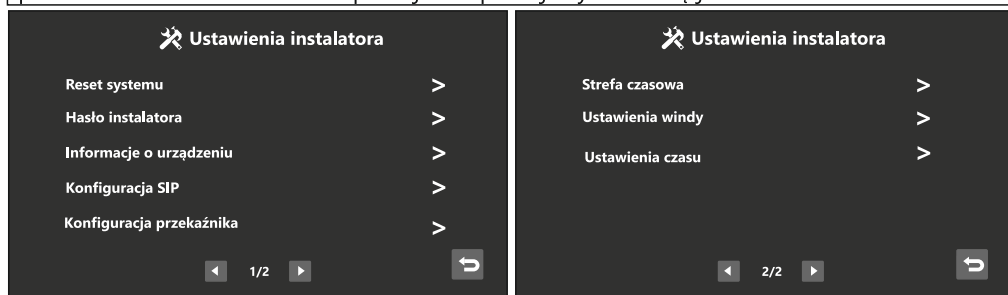 Ustawienia instalatora
Reset systemu >
Hasło instalatora >
Informacje o urządzeniu >
Konfiguracja SIP >
Konfiguracja przekaźnika >
1/2
Ustawienia instalatora
Strefa czasowa >
Ustawienia windy >
Ustawienia czasu >
2/2